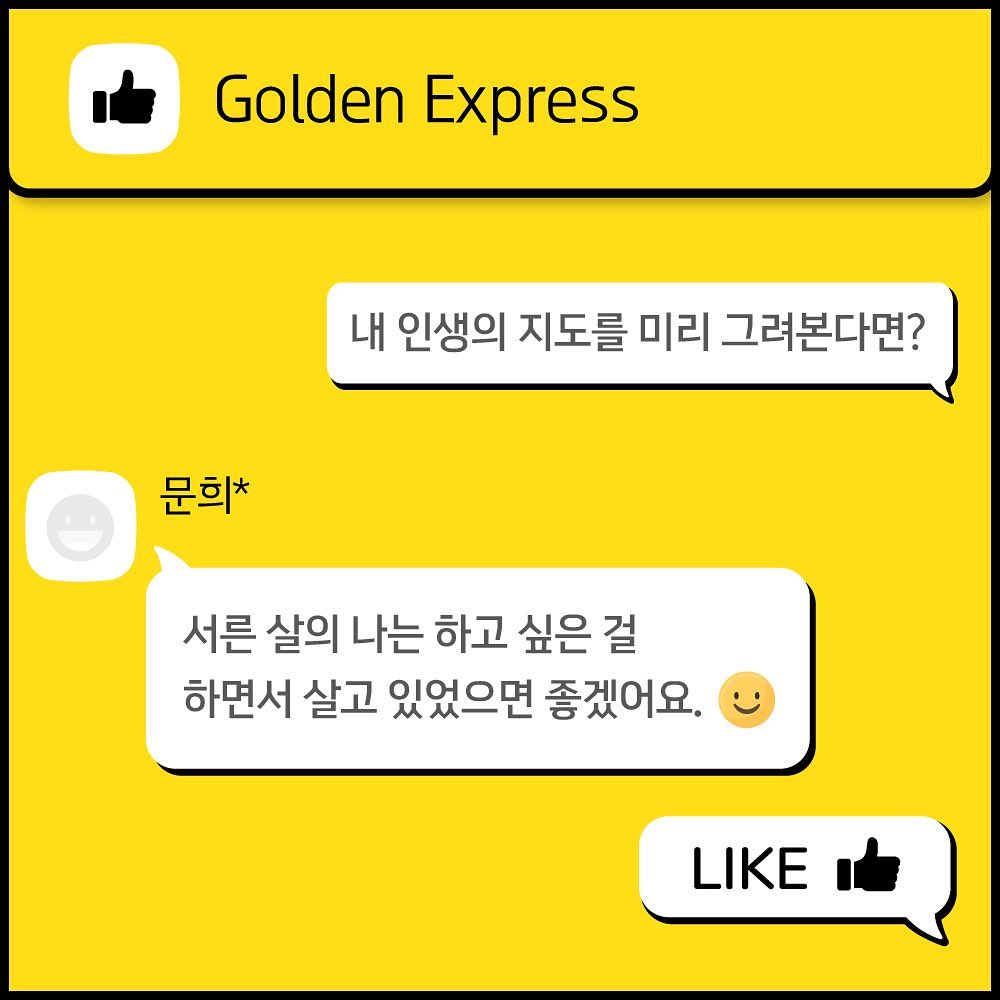 Golden Express
내 인생의 지도를 미리 그려본다면?
문희*
서른 살의 나는 하고 싶은 걸
하면서 살고 있었으면 좋겠어요.
LIKE